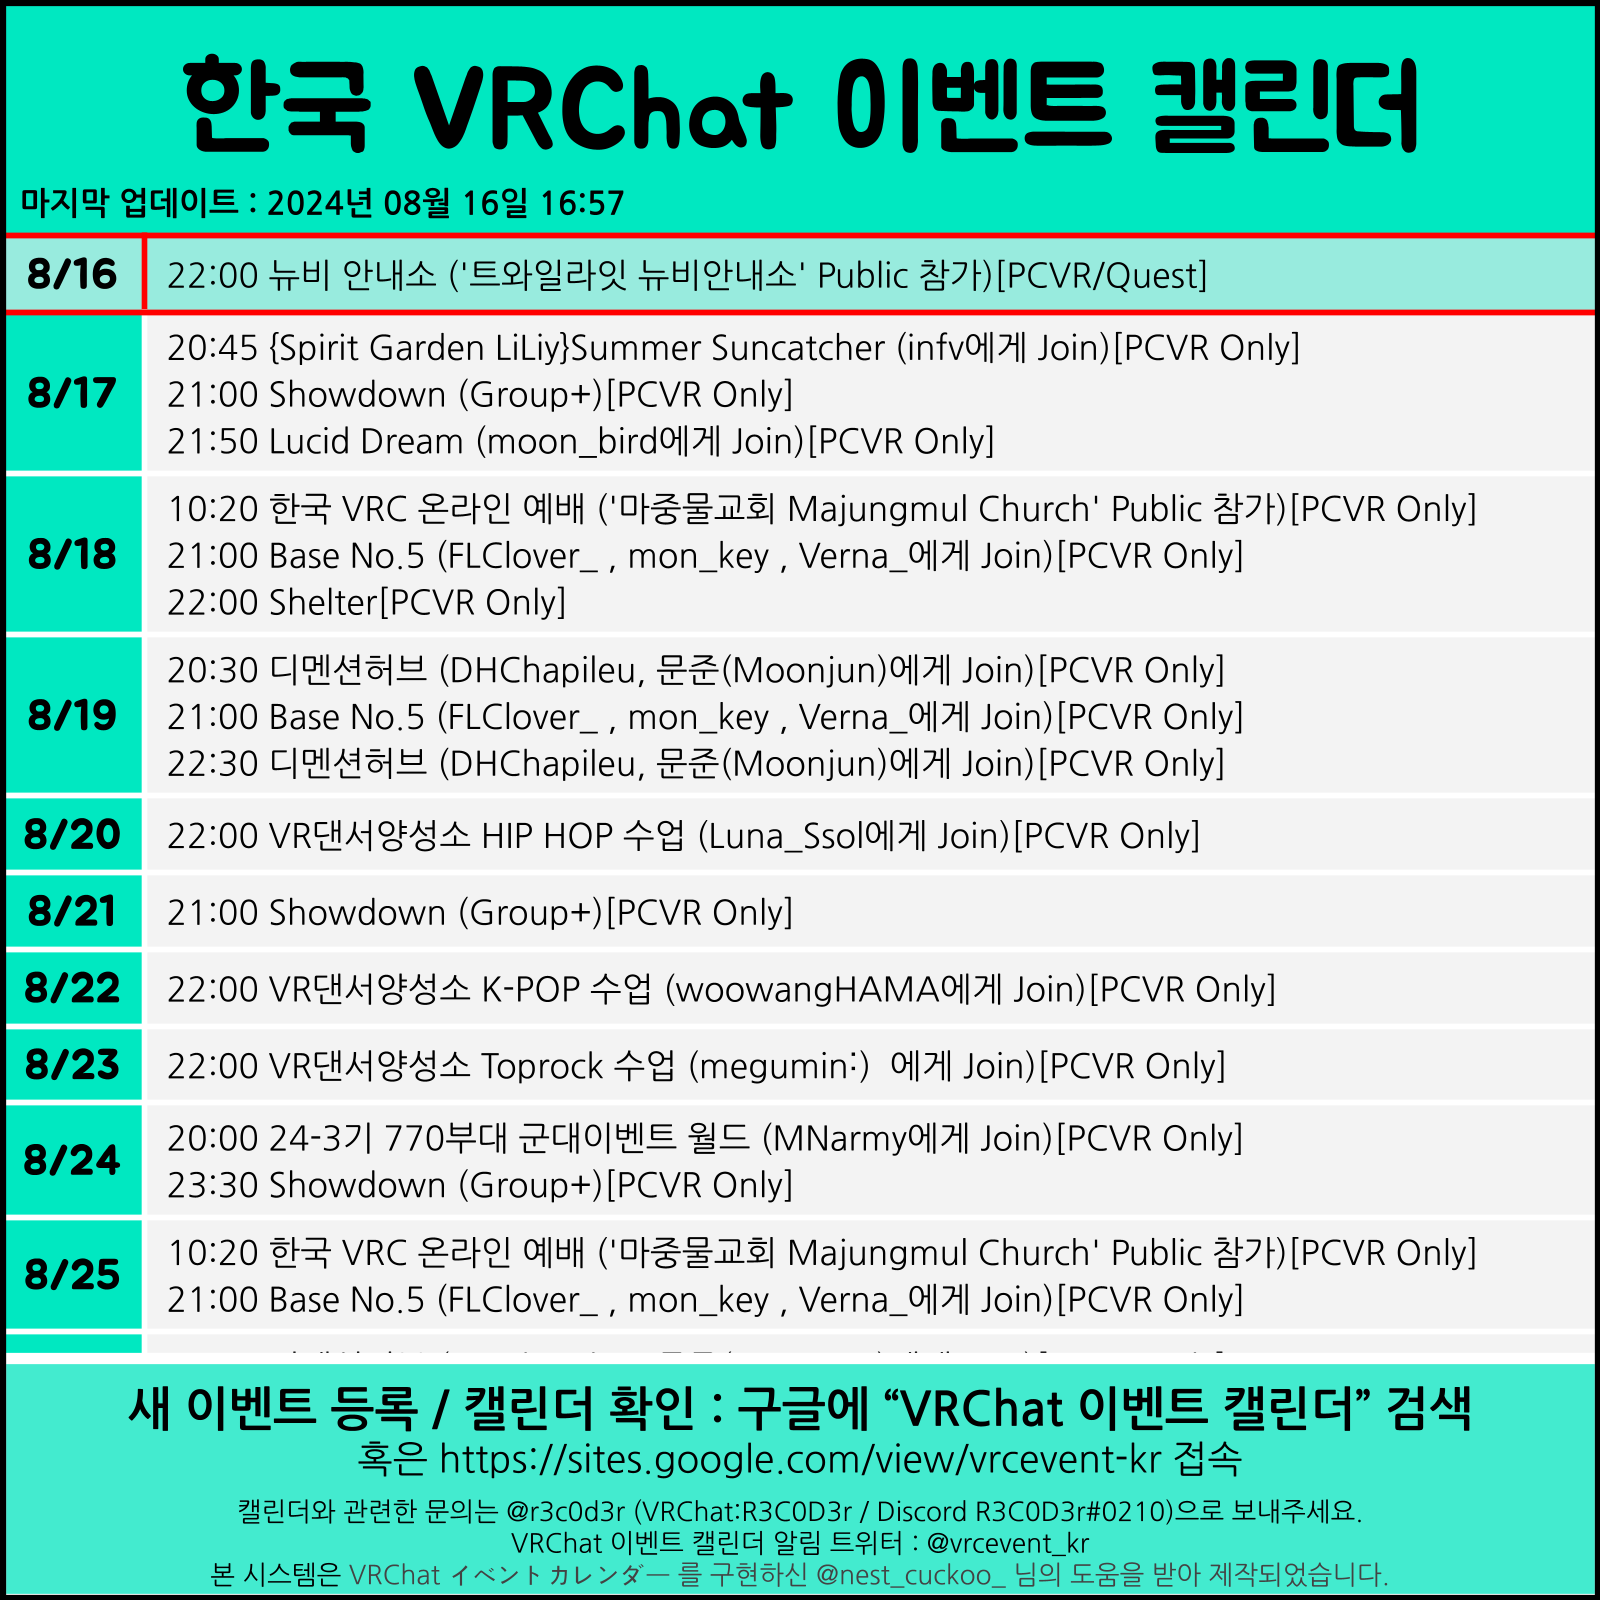 한국 VRChat 이벤트 캘린더
마지막 업데이트 : 2024년 08월 16일 16:57
8/16
22:00 뉴비 안내소 ('트와일라잇 뉴비안내소' Public 참가)[PCVR/Quest]
8/17
20:45 {Spirit Garden LiLiy}Summer Suncatcher (infv에게 Join)[PCVR Only]
21:00 Showdown (Group+)[PCVR Only]
21:50 Lucid Dream (moon_bird에게 Join)[PCVR Only]
8/18
10:20 한국 VRC 온라인 예배 ('마중물교회 Majungmul Church' Public 참가)[PCVR Only]
21:00 Base No.5 (FLClover_ , mon_key , Verna_에게 Join)[PCVR Only]
22:00 Shelter[PCVR Only]
8/19
20:30 디멘션허브 (DHChapileu, 문준(Moonjun)에게 Join)[PCVR Only]
21:00 Base No.5 (FLClover_ , mon_key , Verna_에게 Join)[PCVR Only]
22:30 디멘션허브 (DHChapileu, 문준(Moonjun)에게 Join)[PCVR Only]
8/20
22:00 VR댄서양성소 HIP HOP 수업 (Luna_Ssol에게 Join)[PCVR Only]
8/21
21:00 Showdown (Group+)[PCVR Only]
8/22
22:00 VR댄서양성소 K-POP 수업 (woowangHAMA에게 Join)[PCVR Only]
8/23
22:00 VR댄서양성소 Toprock 수업 (megumin:)  에게 Join)[PCVR Only]
8/24
20:00 24-3기 770부대 군대이벤트 월드 (MNarmy에게 Join)[PCVR Only]
23:30 Showdown (Group+)[PCVR Only]
8/25
10:20 한국 VRC 온라인 예배 ('마중물교회 Majungmul Church' Public 참가)[PCVR Only]
21:00 Base No.5 (FLClover_ , mon_key , Verna_에게 Join)[PCVR Only]
새 이벤트 등록 / 캘린더 확인 : 구글에 “VRChat 이벤트 캘린더” 검색
혹은 https://sites.google.com/view/vrcevent-kr 접속
캘린더와 관련한 문의는 @r3c0d3r (VRChat:R3C0D3r / Discord R3C0D3r#0210)으로 보내주세요.
VRChat 이벤트 캘린더 알림 트위터 : @vrcevent_kr
본 시스템은 VRChat イベントカレンダー 를 구현하신 @nest_cuckoo_ 님의 도움을 받아 제작되었습니다.